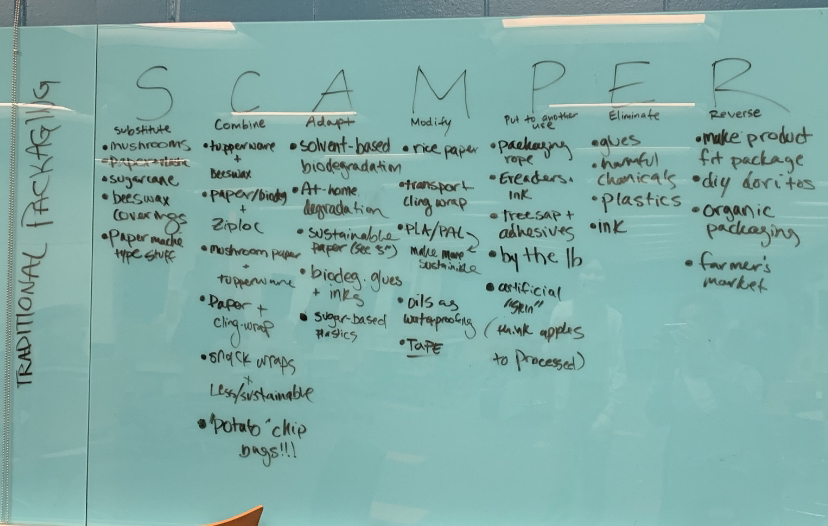 TRADITIONAL PACKAGING
S C A M P E R
Substitute
• mushrooms
• sugarcane
• beeswax
coverings
• Paper mache
type stuff
Combine
• tupperware
+
Beeswax
• paper/biodg
+
Ziploc
• mushroom paper
+
tupperware
• Paper +
cling-wrap
• snack wraps
+
Less/sustainable
• "Potato" chip
bags!!!
Adapt
• solvent-based
biodegradation
• At-home
degradation
• sustainable
paper (see "S")
• biodeg. glues
+ inks
• sugar-based
plastics
Modify
• rice paper
• transport
cling wrap
• PLA/PAL
make more
sustainable
• oils as
waterproofing
• TAPE
Put to another
use
• packaging
rope
ink
• tree sap +
adhesives
• by the lb
• artificial
"skin"
(think apples
to processed)
Eliminate
• glues
• harmful
chemicals
• plastics
• ink
Reverse
• make product
fit package
• diy doritos
• organic
packaging
• farmer's
market